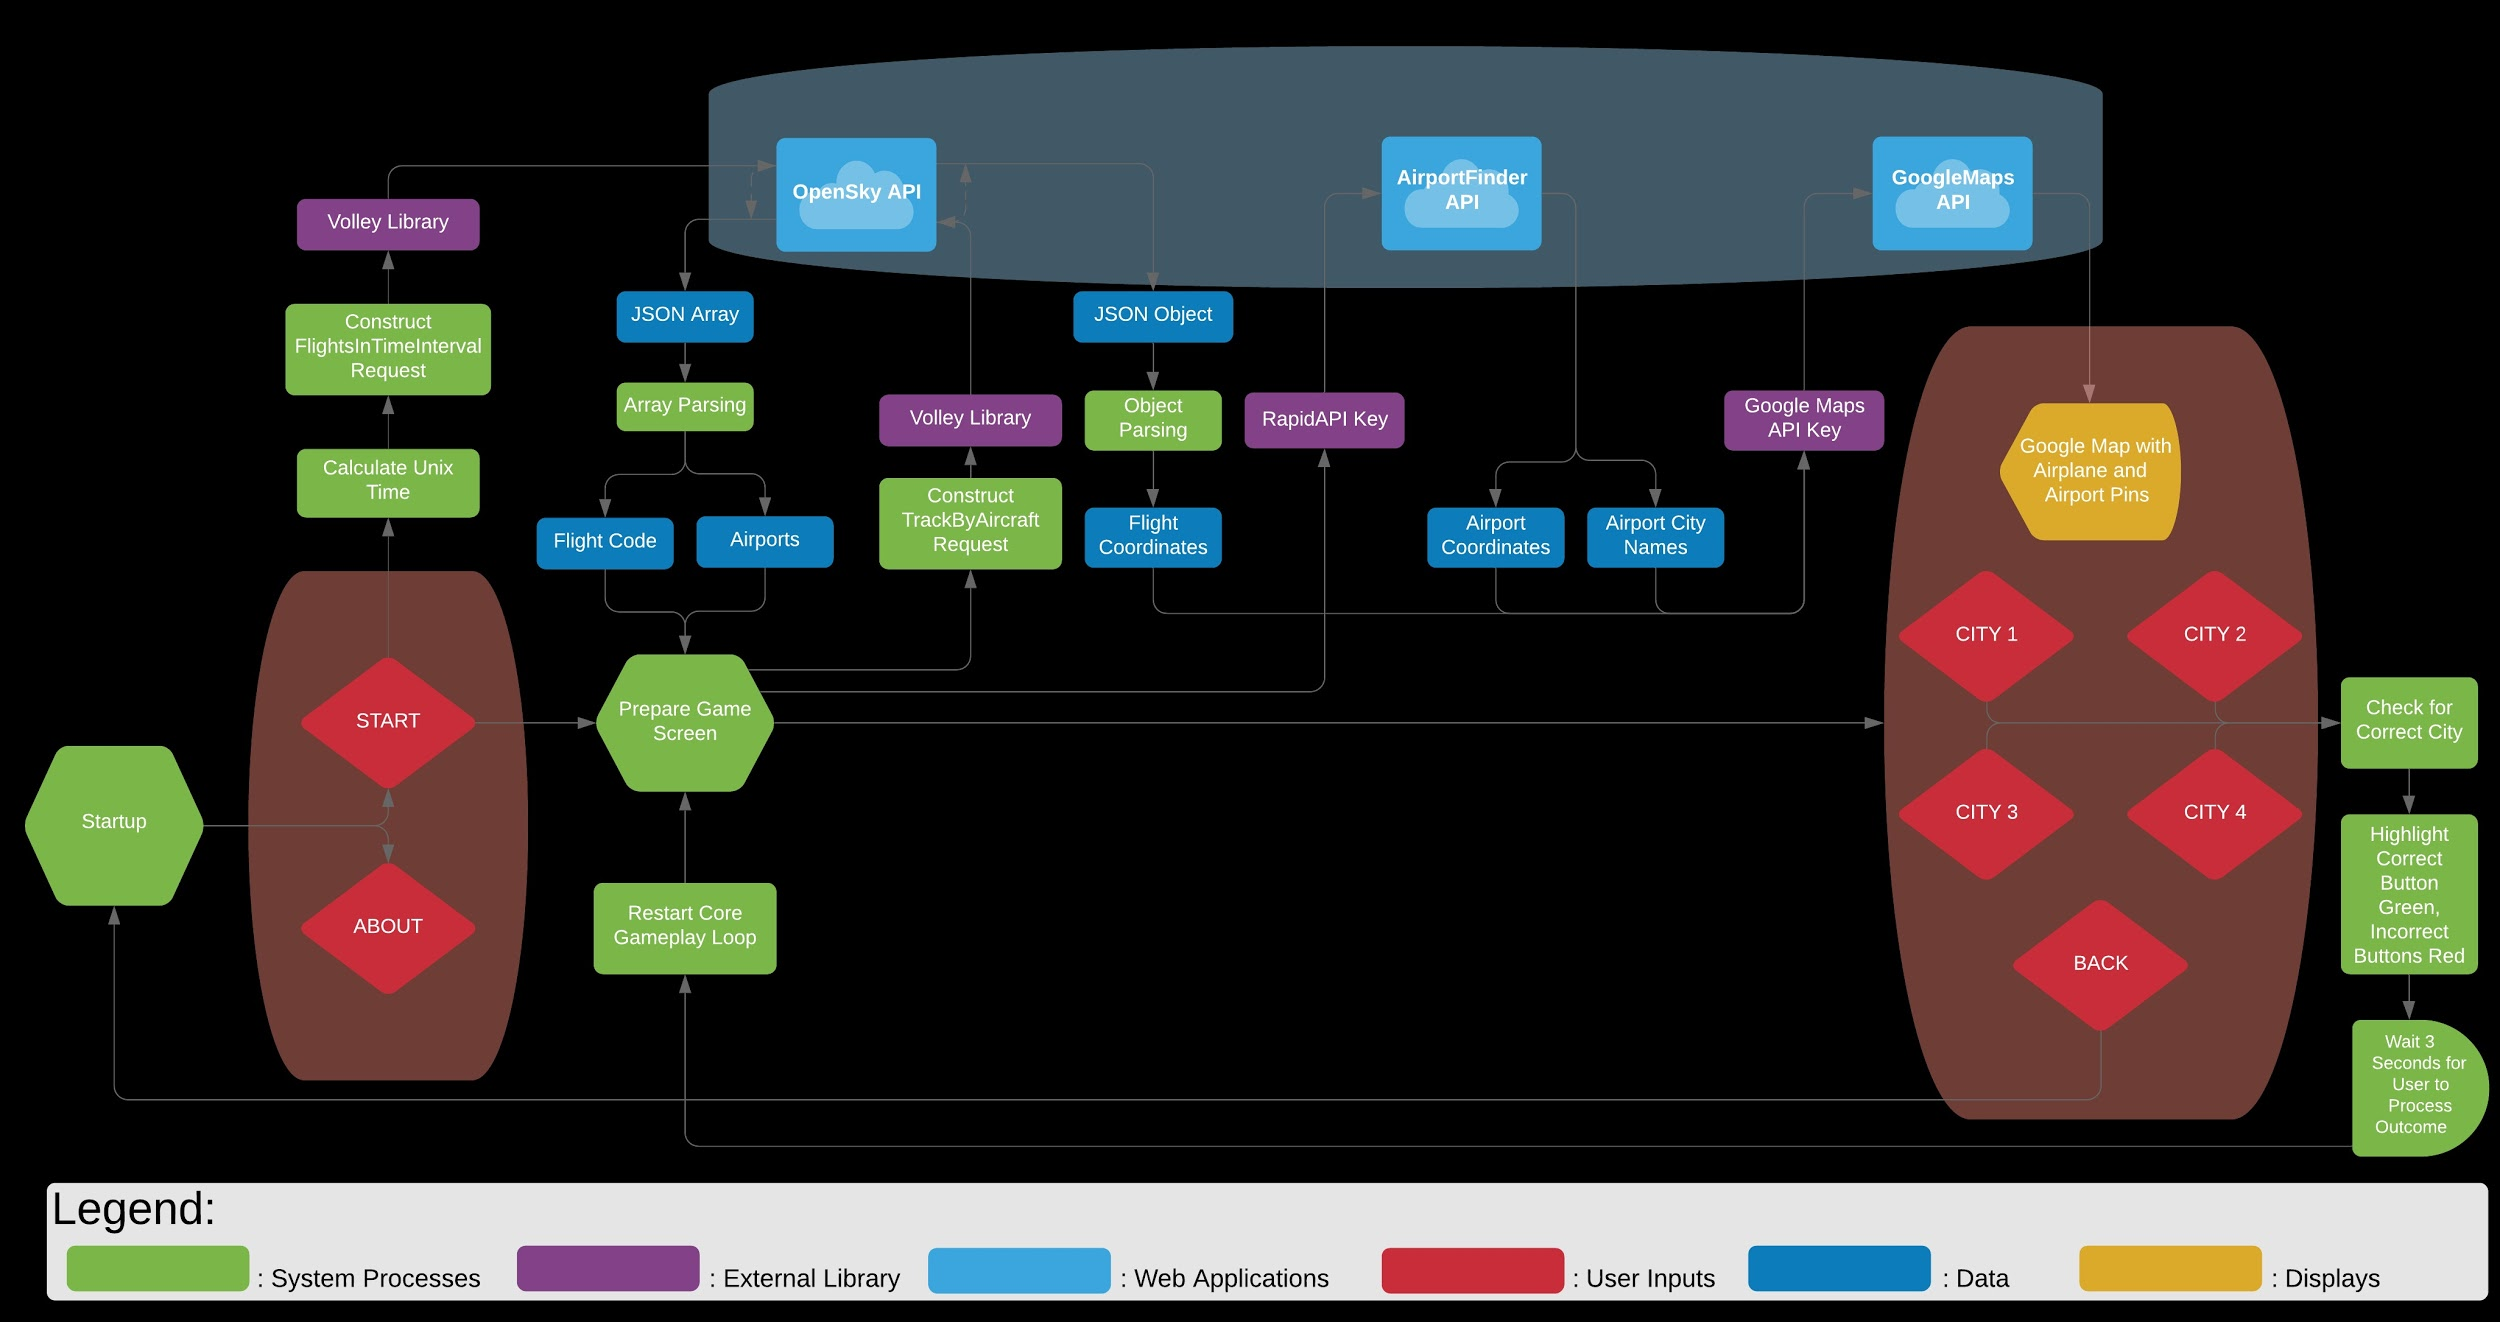 OpenSky API
AirportFinder
API
GoogleMaps
API
Volley Library
Construct
FlightsInTimeInterval
Request
Calculate Unix
Time
JSON Array
Array Parsing
Flight Code
Airports
Volley Library
Construct
TrackByAircraft
Request
JSON Object
Object
Parsing
Flight
Coordinates
RapidAPI Key
Airport
Coordinates
Airport City
Names
Google Maps
API Key
Google Map with
Airplane and
Airport Pins
CITY 1
CITY 2
CITY 3
CITY 4
BACK
START
ABOUT
Startup
Prepare Game
Screen
Restart Core
Gameplay Loop
Check for
Correct City
Highlight
Correct
Button
Green,
Incorrect
Buttons Red
Wait 3
Seconds for
User to
Process
Outcome
Legend:
: System Processes
: External Library
: Web Applications
: User Inputs
: Data
: Displays